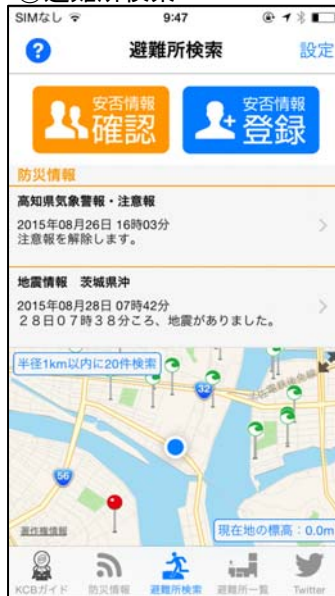 SIMなし 9:47
避難所検索 設定
安否情報
確認
安否情報
登録
防災情報
高知県気象警報・注意報
2015年08月26日 16時03分
注意報を解除します。
地震情報 茨城県沖
2015年08月28日 07時42分
28日07時38分ころ、地震がありました。
半径1km以内に20件検索
32
56
著作権情報
現在地の標高：0.0m
KCBガイド 防災情報 避難所検索 避難所一覧 Twitter